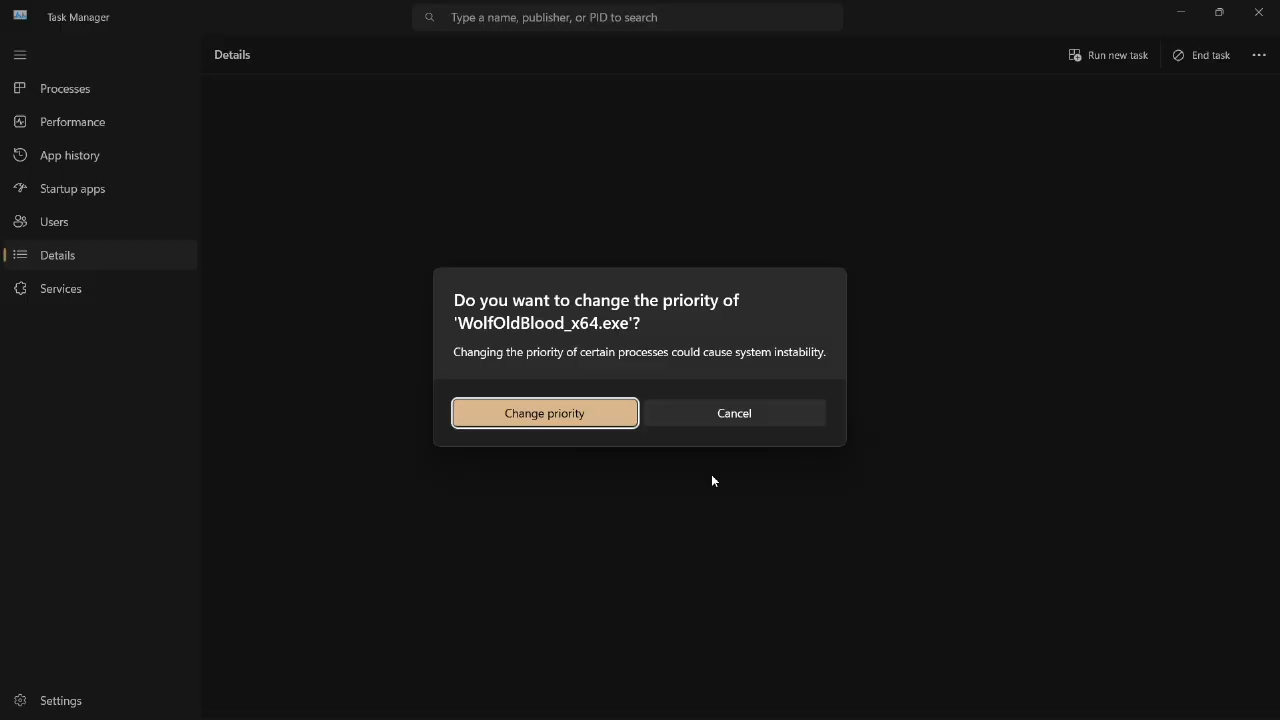 Task Manager
Type a name, publisher, or PID to search
Details
Run new task
End task
Processes
Performance
App history
Startup apps
Users
Details
Services
Do you want to change the priority of
'WolfOldBlood_x64.exe'?
Changing the priority of certain processes could cause system instability.
Change priority
Cancel
Settings